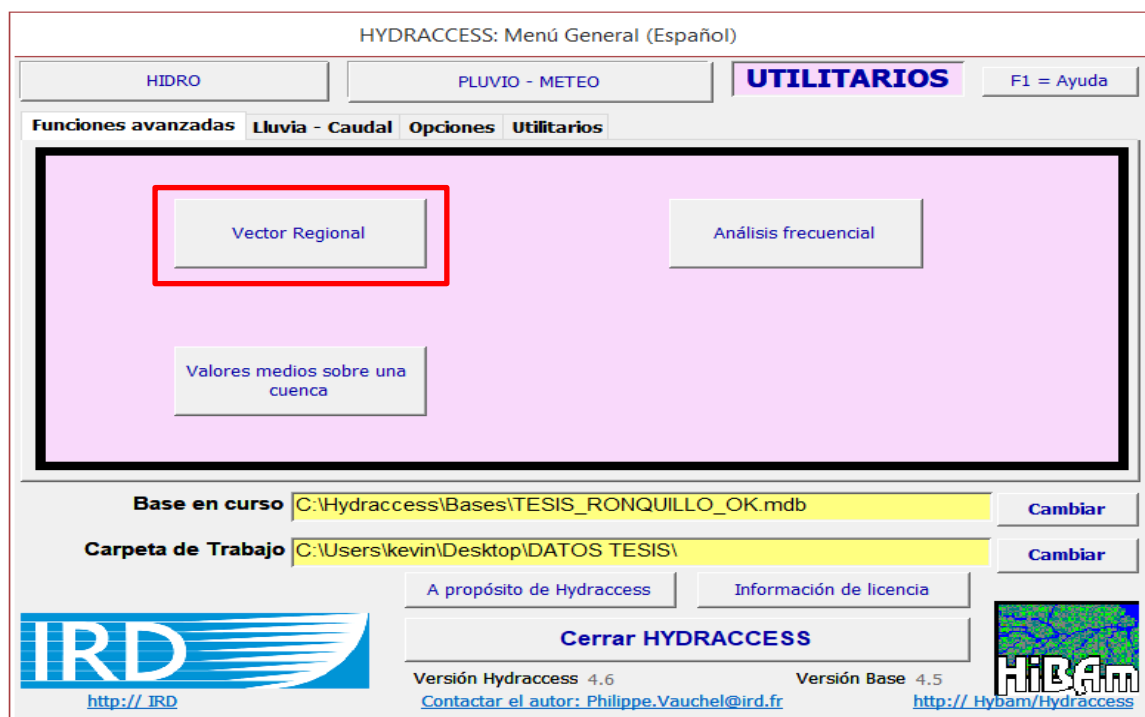 HYDRACCESS: Menú General (Español)
HIDRO PLUVIO - METEO UTILITARIOS F1 = Ayuda
Funciones avanzadas Lluvia - Caudal Opciones Utilitarios
Vector Regional Análisis frecuencial
Valores medios sobre una
cuenca
Base en curso C:\Hydraccess\Bases\TESIS_RONQUILLO_OK.mdb Cambiar
Carpeta de Trabajo C:\Users\kevin\Desktop\DATOS TESIS\ Cambiar
A propósito de Hydraccess Información de licencia
Cerrar HYDRACCESS
IRD HiBAm
Versión Hydraccess 4.6 Versión Base 4.5
http:// IRD Contactar el autor: Philippe.Vauchel@ird.fr http:// Hybam/Hydraccess